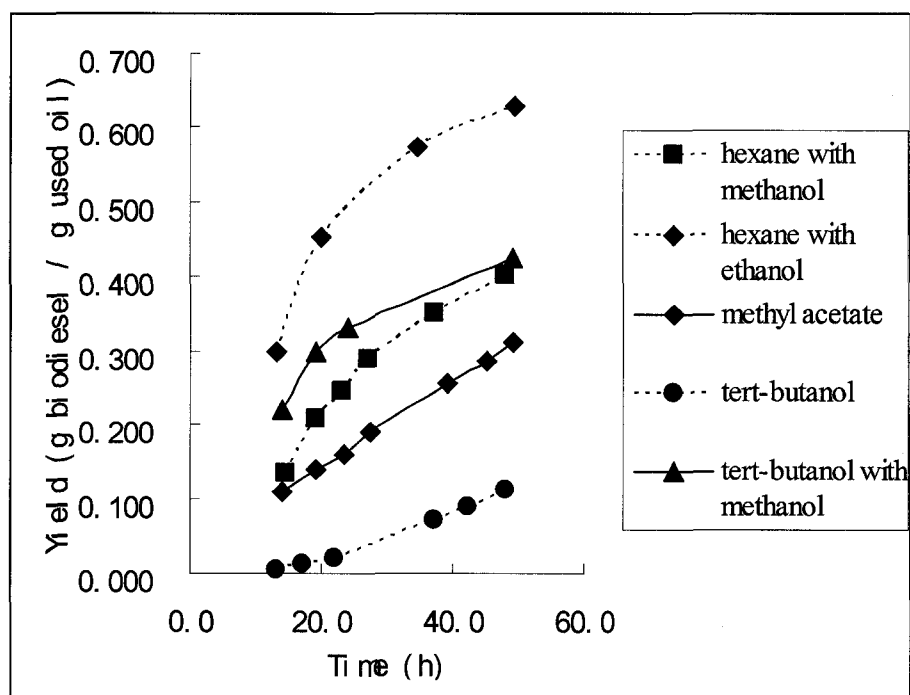 Yield (g biodiesel / g used oil)
0.700
0.600
0.500
0.400
0.300
0.200
0.100
0.000
0.0 20.0 40.0 60.0
Time (h)
hexane with
methanol
hexane with
ethanol
methyl acetate
tert-butanol
tert-butanol with
methanol